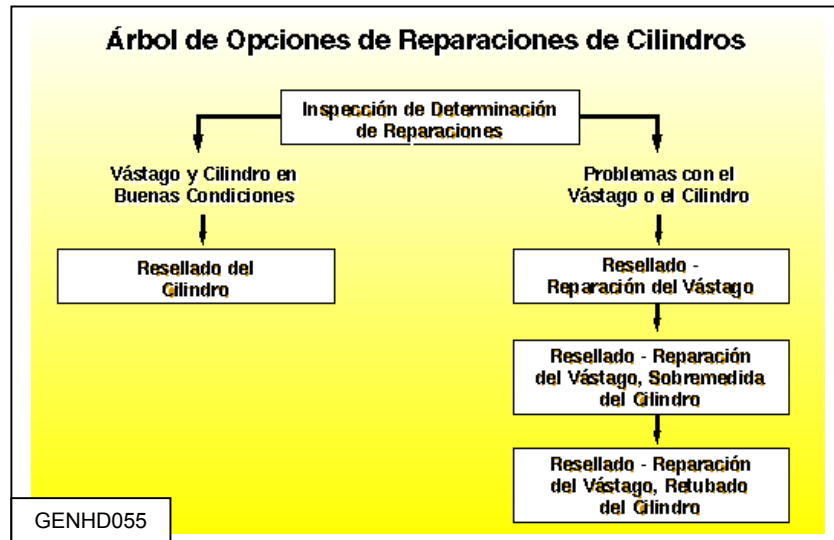 Árbol de Opciones de Reparaciones de Cilindros
Inspección de Determinación
de Reparaciones
Vástago y Cilindro en
Buenas Condiciones
Problemas con el
Vástago o el Cilindro
Resellado del
Cilindro
Resellado -
Reparación del Vástago
Resellado - Reparación
del Vástago, Sobremedida
del Cilindro
Resellado - Reparación
del Vástago, Retubado
del Cilindro
GENHD055